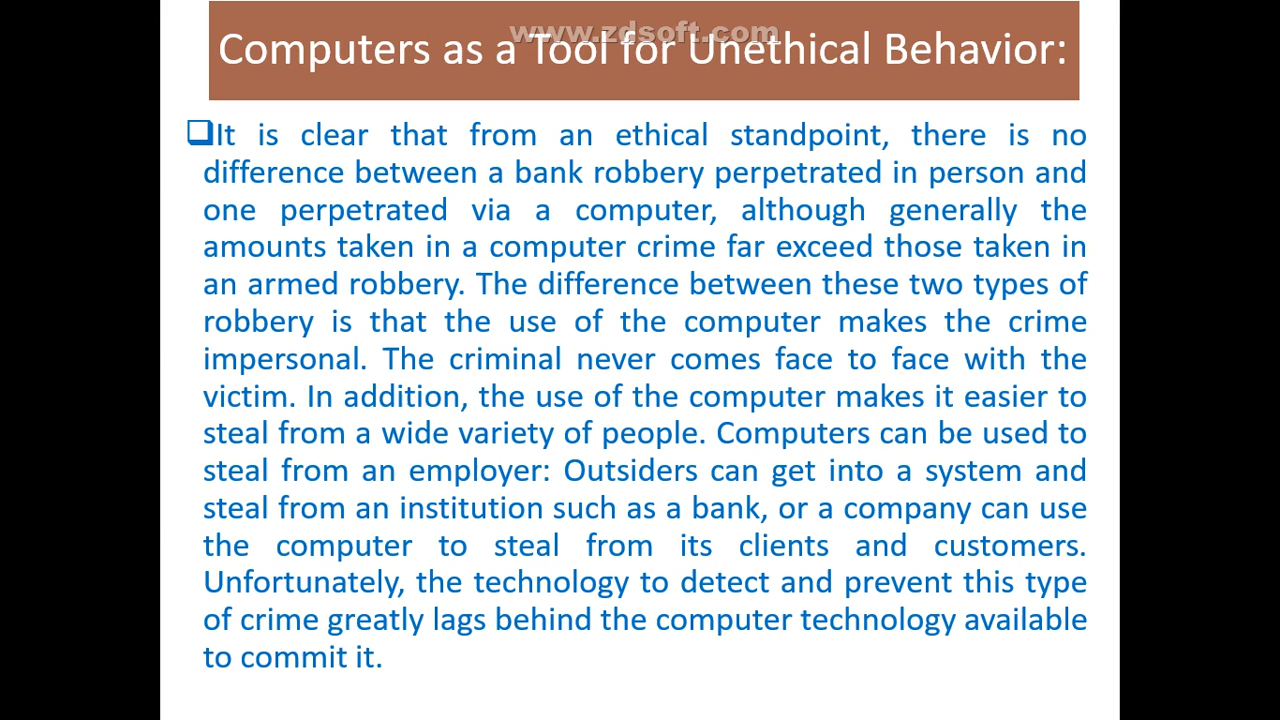 www.zdsoft.com
Computers as a Tool for Unethical Behavior:
It is clear that from an ethical standpoint, there is no
difference between a bank robbery perpetrated in person and
one perpetrated via a computer, although generally the
amounts taken in a computer crime far exceed those taken in
an armed robbery. The difference between these two types of
robbery is that the use of the computer makes the crime
impersonal. The criminal never comes face to face with the
victim. In addition, the use of the computer makes it easier to
steal from a wide variety of people. Computers can be used to
steal from an employer: Outsiders can get into a system and
steal from an institution such as a bank, or a company can use
the computer to steal from its clients and customers.
Unfortunately, the technology to detect and prevent this type
of crime greatly lags behind the computer technology available
to commit it.